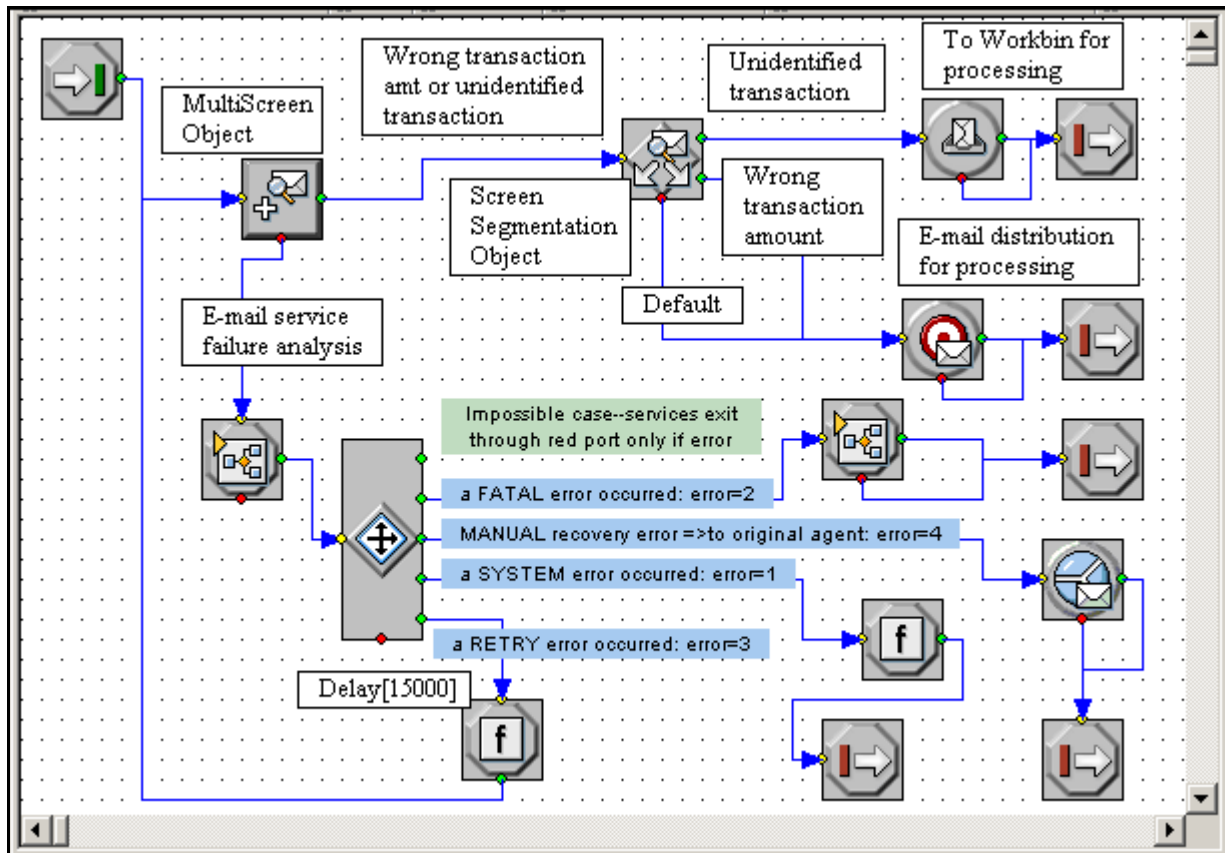 MultiScreen
Object
Wrong transaction
amt or unidentified
transaction
Unidentified
transaction
To Workbin for
processing
Screen
Segmentation
Object
Wrong
transaction
amount
E-mail distribution
for processing
Default
E-mail service
failure analysis
Impossible case--services exit
through red port only if error
a FATAL error occurred: error=2
MANUAL recovery error =>to original agent: error=4
a SYSTEM error occurred: error=1
a RETRY error occurred: error=3
Delay[15000]
f
f